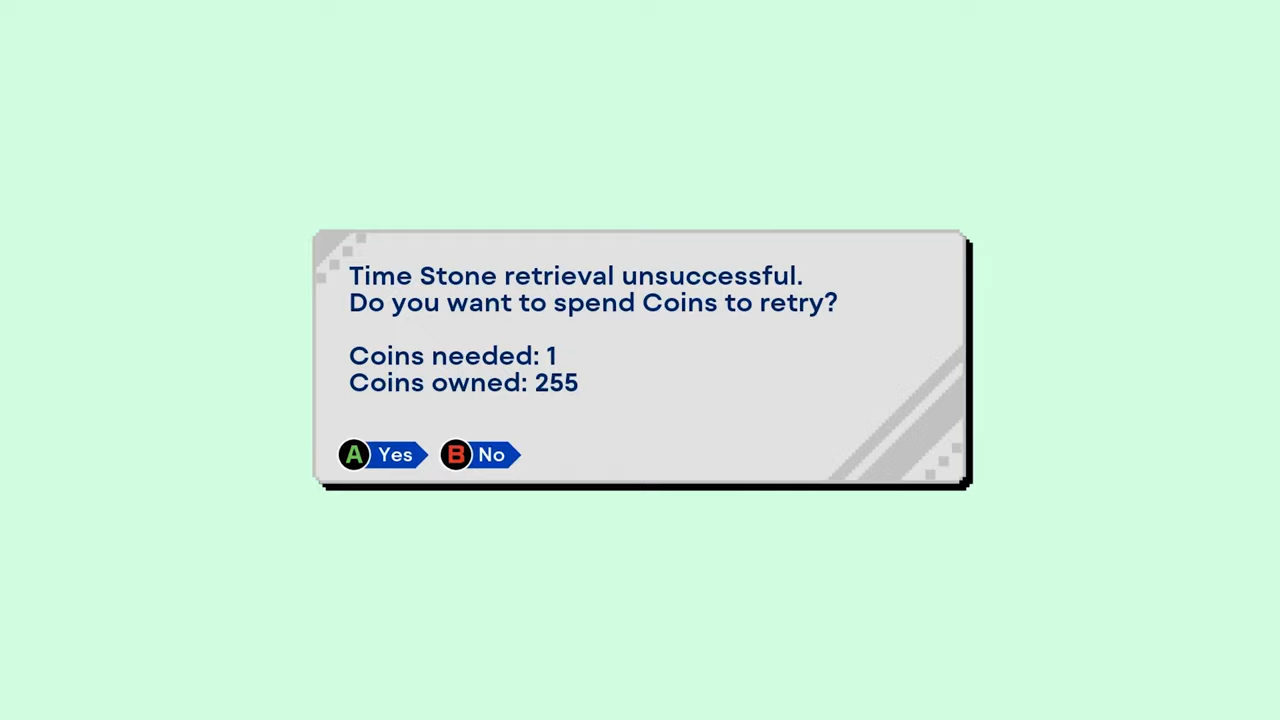 Time Stone retrieval unsuccessful.
Do you want to spend Coins to retry?
Coins needed: 1
Coins owned: 255
A Yes B No